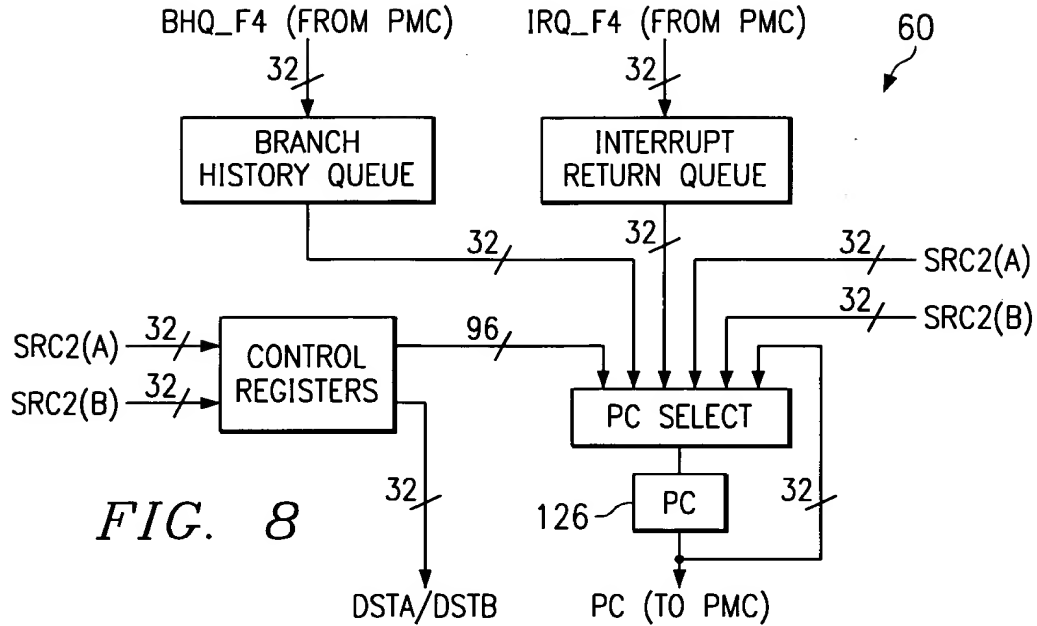 BHQ_F4 (FROM PMC)
IRQ_F4 (FROM PMC)
60
32
32
BRANCH
HISTORY QUEUE
INTERRUPT
RETURN QUEUE
32
32
32
SRC2(A)
32
SRC2(B)
SRC2(A)
32
SRC2(B)
32
CONTROL
REGISTERS
96
PC SELECT
32
126
PC
32
FIG. 8
DSTA/DSTB
PC (TO PMC)